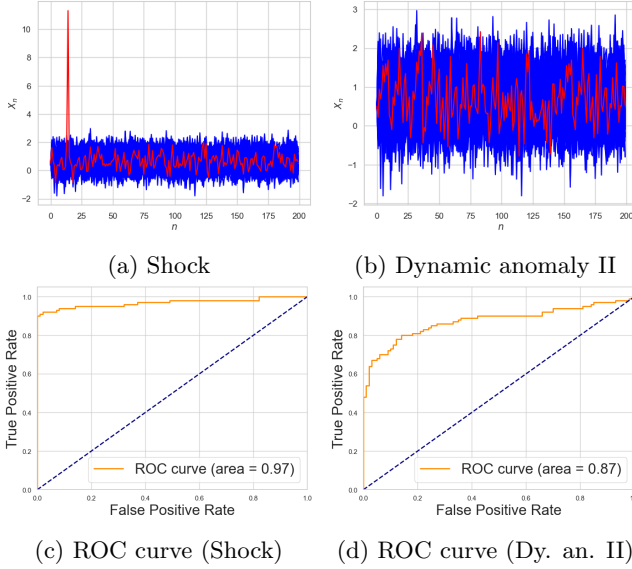 12
10
8
6
4
2
0
−2
X_n
0 25 50 75 100 125 150 175 200
n
3
2
1
0
−1
−2
X_n
0 25 50 75 100 125 150 175 200
n
(a) Shock
(b) Dynamic anomaly II
1.0
0.8
0.6
0.4
0.2
0.0
True Positive Rate
ROC curve (area = 0.97)
0.0 0.2 0.4 0.6 0.8 1.0
False Positive Rate
1.0
0.8
0.6
0.4
0.2
0.0
True Positive Rate
ROC curve (area = 0.87)
0.0 0.2 0.4 0.6 0.8
False Positive Rate
(c) ROC curve (Shock)
(d) ROC curve (Dy. an. II)